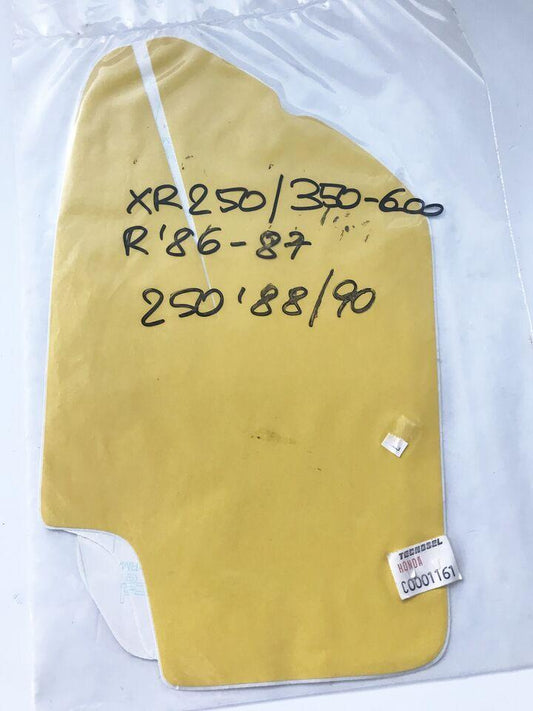 XR250/350-600
R'86-87
250'88/90
TECNOSEL
HONDA
C0001161